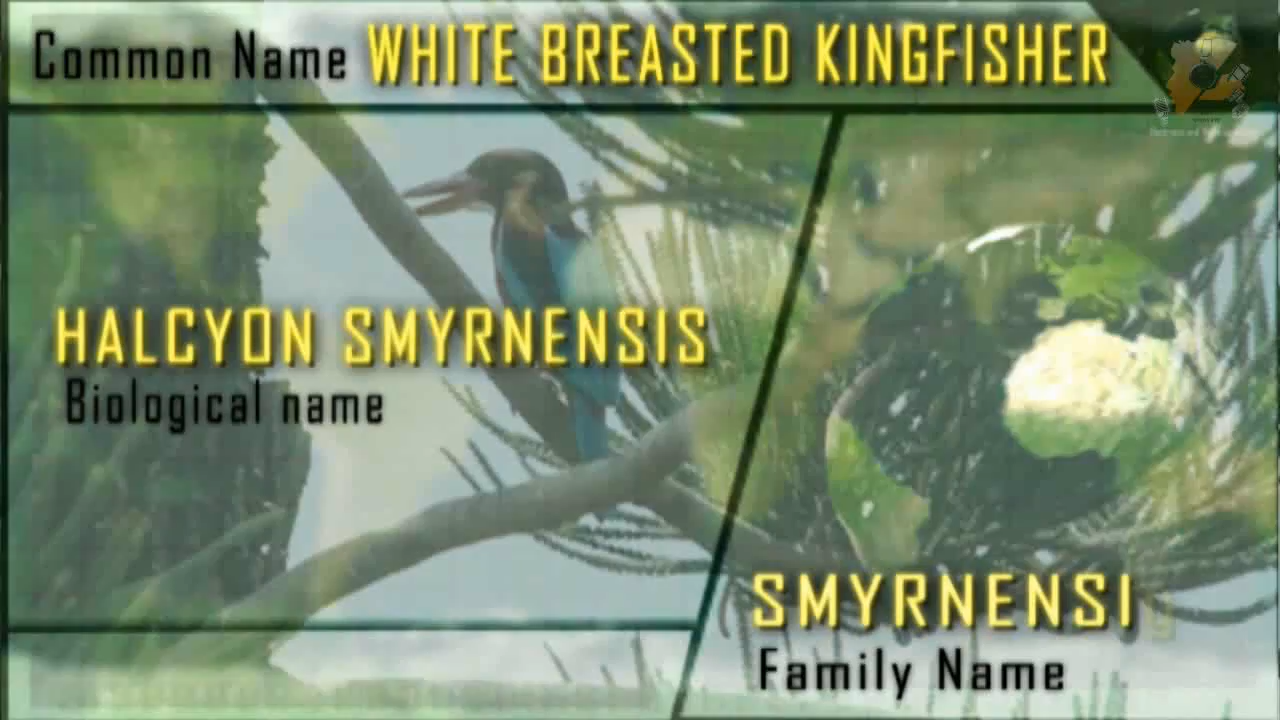 Common Name WHITE BREASTED KINGFISHER
HALCYON SMYRNENSIS
Biological name
SMYRNENSI
Family Name